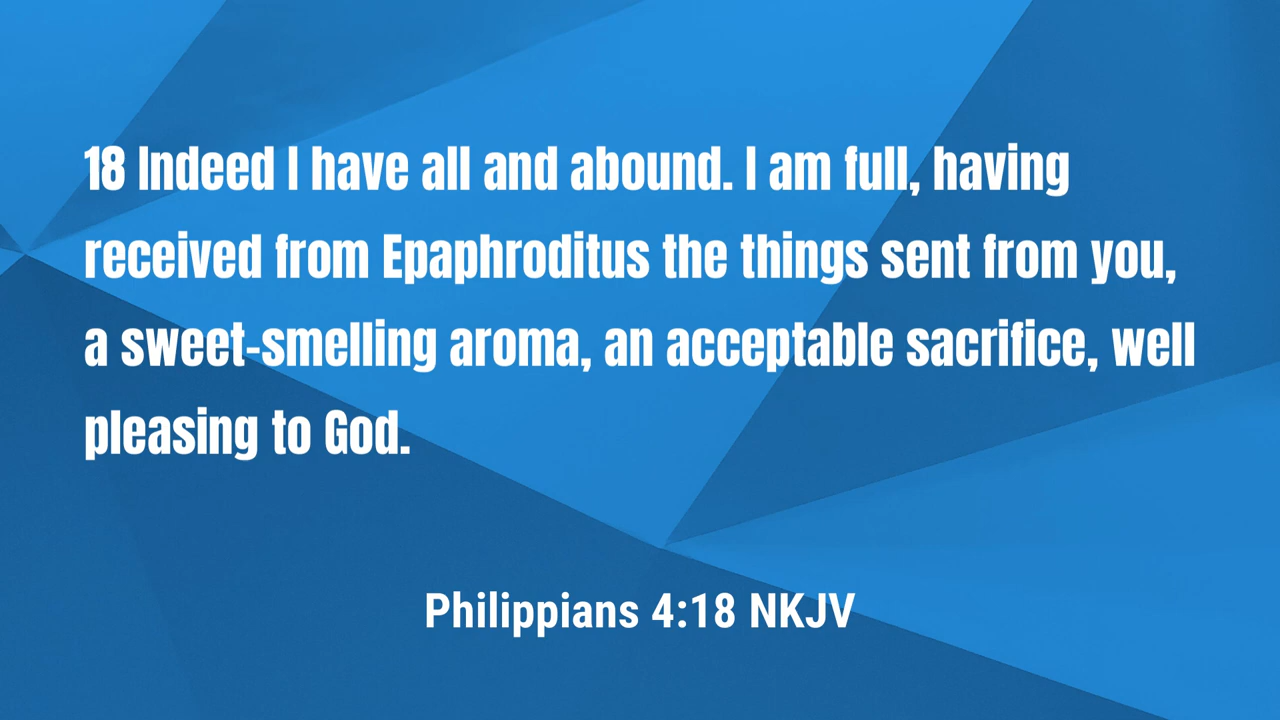 18 Indeed I have all and abound. I am full, having
received from Epaphroditus the things sent from you,
a sweet-smelling aroma, an acceptable sacrifice, well
pleasing to God.
Philippians 4:18 NKJV